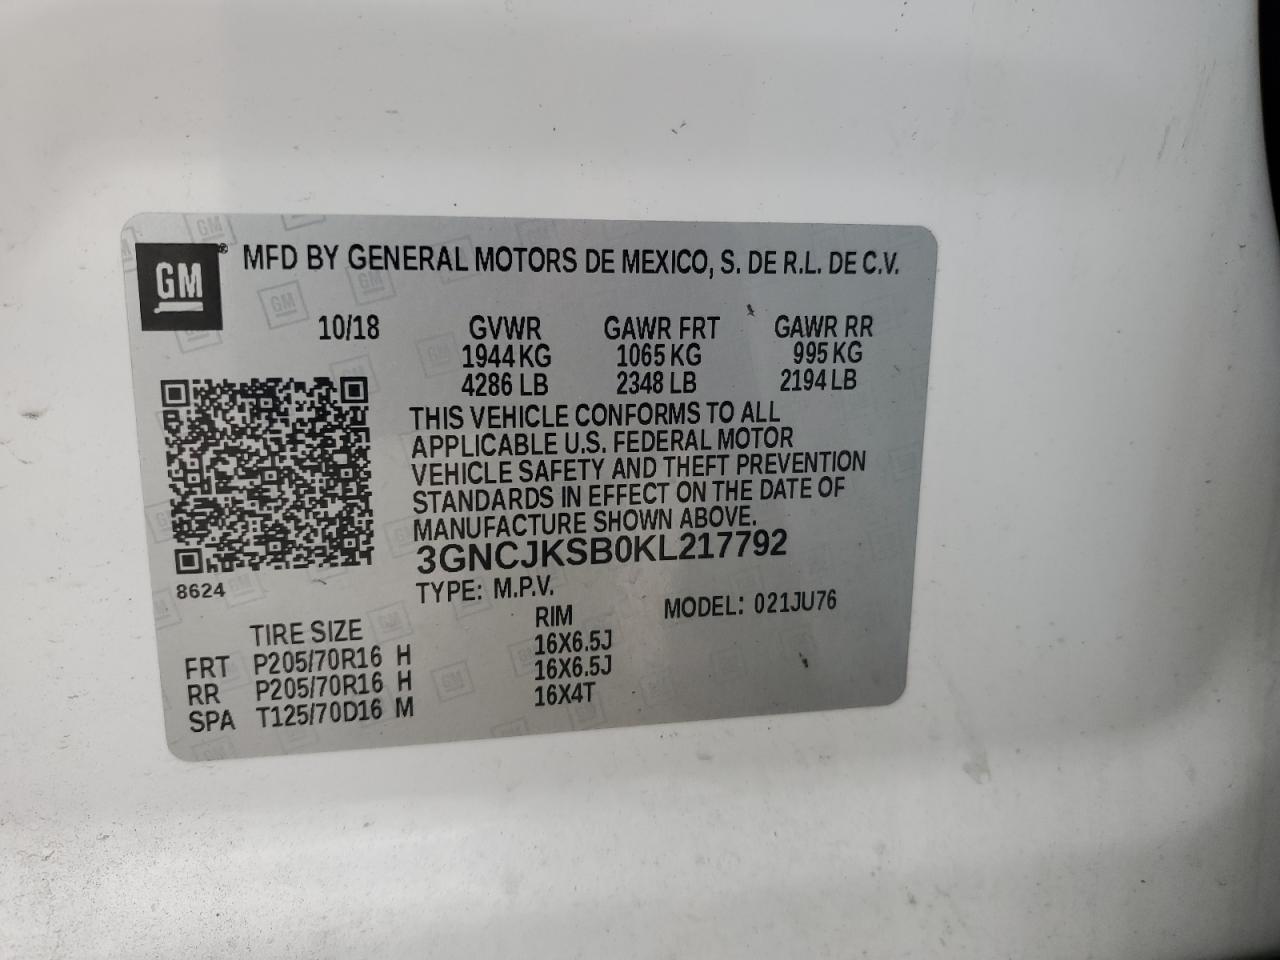 GM ® MFD BY GENERAL MOTORS DE MEXICO, S. DE R.L. DE C.V.
10/18 GVWR GAWR FRT GAWR RR
1944 KG 1065 KG 995 KG
4286 LB 2348 LB 2194 LB
THIS VEHICLE CONFORMS TO ALL
APPLICABLE U.S. FEDERAL MOTOR
VEHICLE SAFETY AND THEFT PREVENTION
STANDARDS IN EFFECT ON THE DATE OF
MANUFACTURE SHOWN ABOVE.
3GNCJKSB0KL217792
8624
TYPE: M.P.V. MODEL: 021JU76
TIRE SIZE RIM
FRT P205/70R16 H 16X6.5J
RR P205/70R16 H 16X6.5J
SPA T125/70D16 M 16X4T